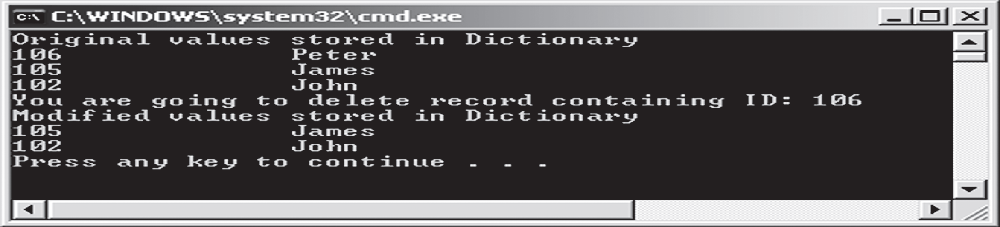 C:\WINDOWS\system32\cmd.exe
Original values stored in Dictionary
106 Peter
105 James
102 John
You are going to delete record containing ID: 106
Modified values stored in Dictionary
105 James
102 John
Press any key to continue . . .